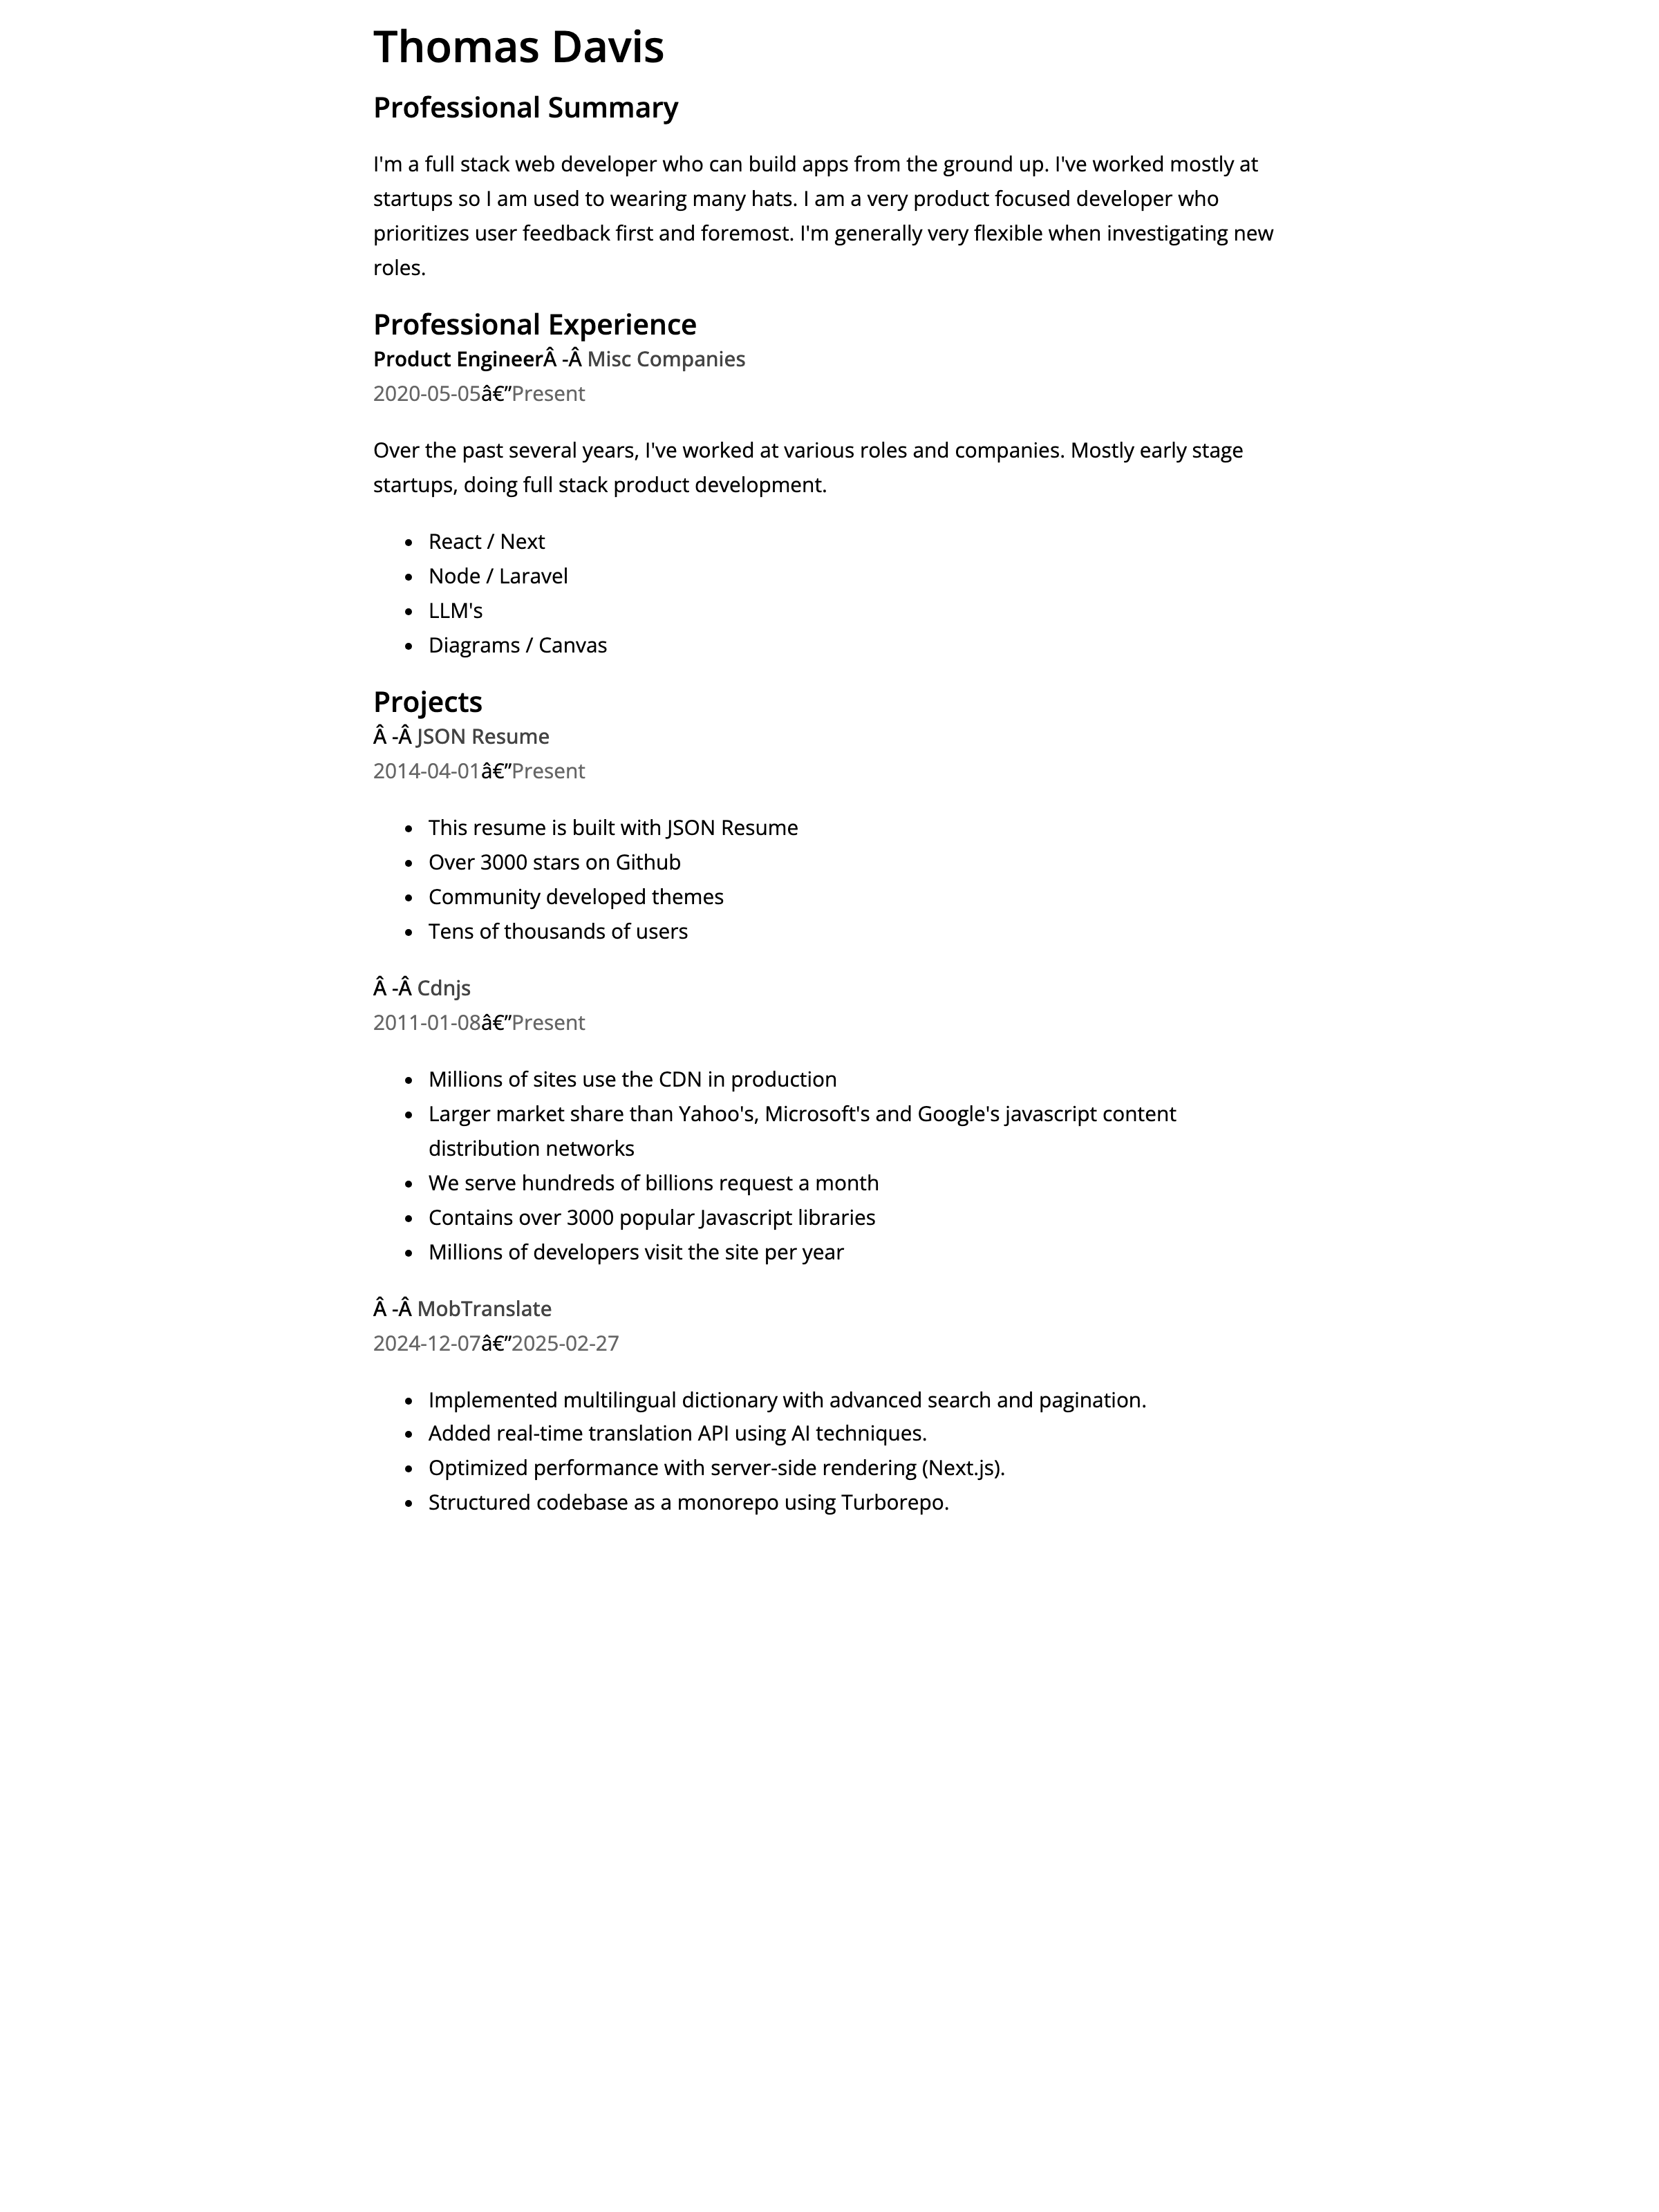 Thomas Davis
Professional Summary
I'm a full stack web developer who can build apps from the ground up. I've worked mostly at
startups so I am used to wearing many hats. I am a very product focused developer who
prioritizes user feedback first and foremost. I'm generally very flexible when investigating new
roles.
Professional Experience
Product EngineerÂ -Â Misc Companies
2020-05-05â€”Present
Over the past several years, I've worked at various roles and companies. Mostly early stage
startups, doing full stack product development.
• React / Next
• Node / Laravel
• LLM's
• Diagrams / Canvas
Projects
Â -Â JSON Resume
2014-04-01â€”Present
• This resume is built with JSON Resume
• Over 3000 stars on Github
• Community developed themes
• Tens of thousands of users
Â -Â Cdnjs
2011-01-08â€”Present
• Millions of sites use the CDN in production
• Larger market share than Yahoo's, Microsoft's and Google's javascript content
distribution networks
• We serve hundreds of billions request a month
• Contains over 3000 popular Javascript libraries
• Millions of developers visit the site per year
Â -Â MobTranslate
2024-12-07â€”2025-02-27
• Implemented multilingual dictionary with advanced search and pagination.
• Added real-time translation API using AI techniques.
• Optimized performance with server-side rendering (Next.js).
• Structured codebase as a monorepo using Turborepo.